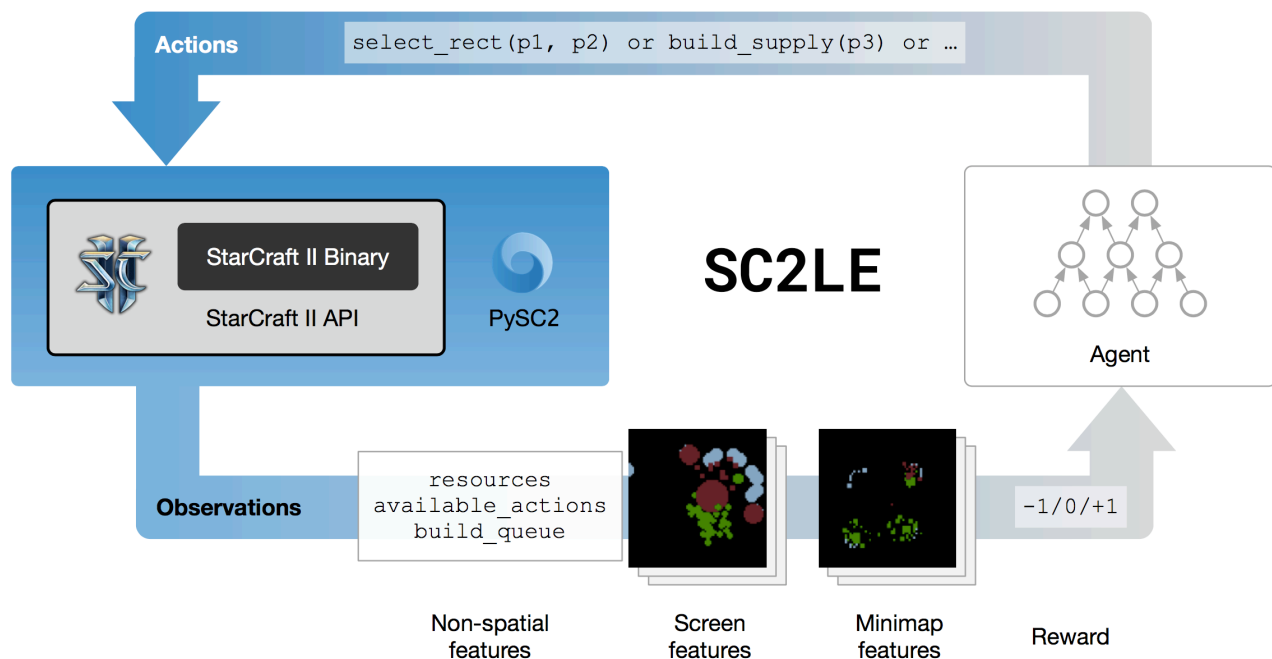 Actions
select_rect(p1, p2) or build_supply(p3) or …
SC
StarCraft II Binary
StarCraft II API
PySC2
SC2LE
Agent
Observations
resources
available_actions
build_queue
-1/0/+1
Non-spatial
features
Screen
features
Minimap
features
Reward